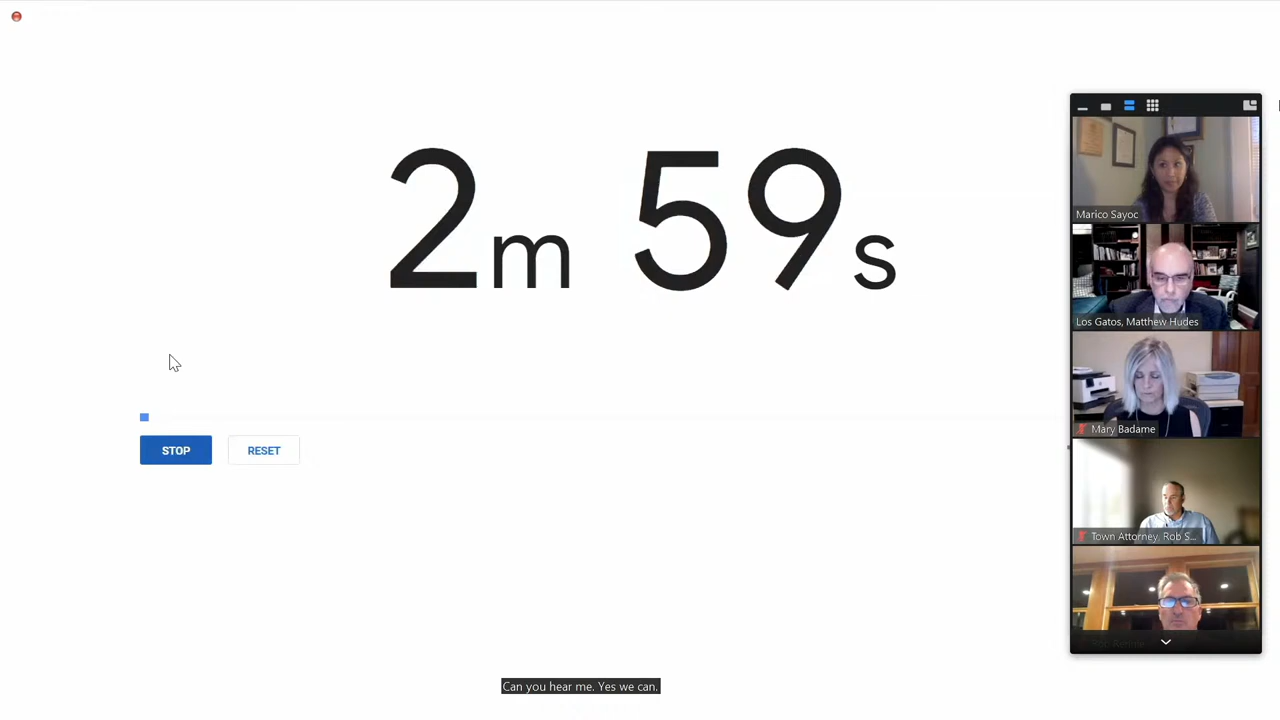 2m 59s
STOP
RESET
Marico Sayoc
Los Gatos, Matthew Hudes
Mary Badame
Town Attorney, Rob S...
Can you hear me. Yes we can.